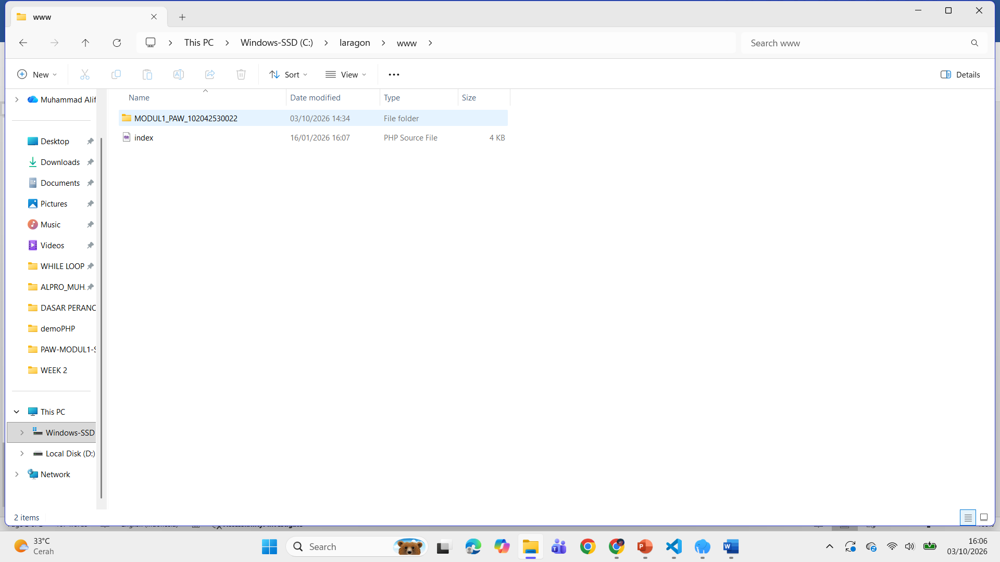 www
This PC
Windows-SSD (C:)
laragon
www
Search www
New
Sort
View
Details
Muhammad Alif
Name
Date modified
Type
Size
MODUL1_PAW_102042530022
03/10/2026 14:34
File folder
index
16/01/2026 16:07
PHP Source File
4 KB
Desktop
Downloads
Documents
Pictures
Music
Videos
WHILE LOOP
ALPRO_MUH
DASAR PERANC
demoPHP
PAW-MODUL1-S
WEEK 2
This PC
Windows-SSD
Local Disk (D:)
Network
2 items
33°C
Cerah
Search
16:06
03/10/2026